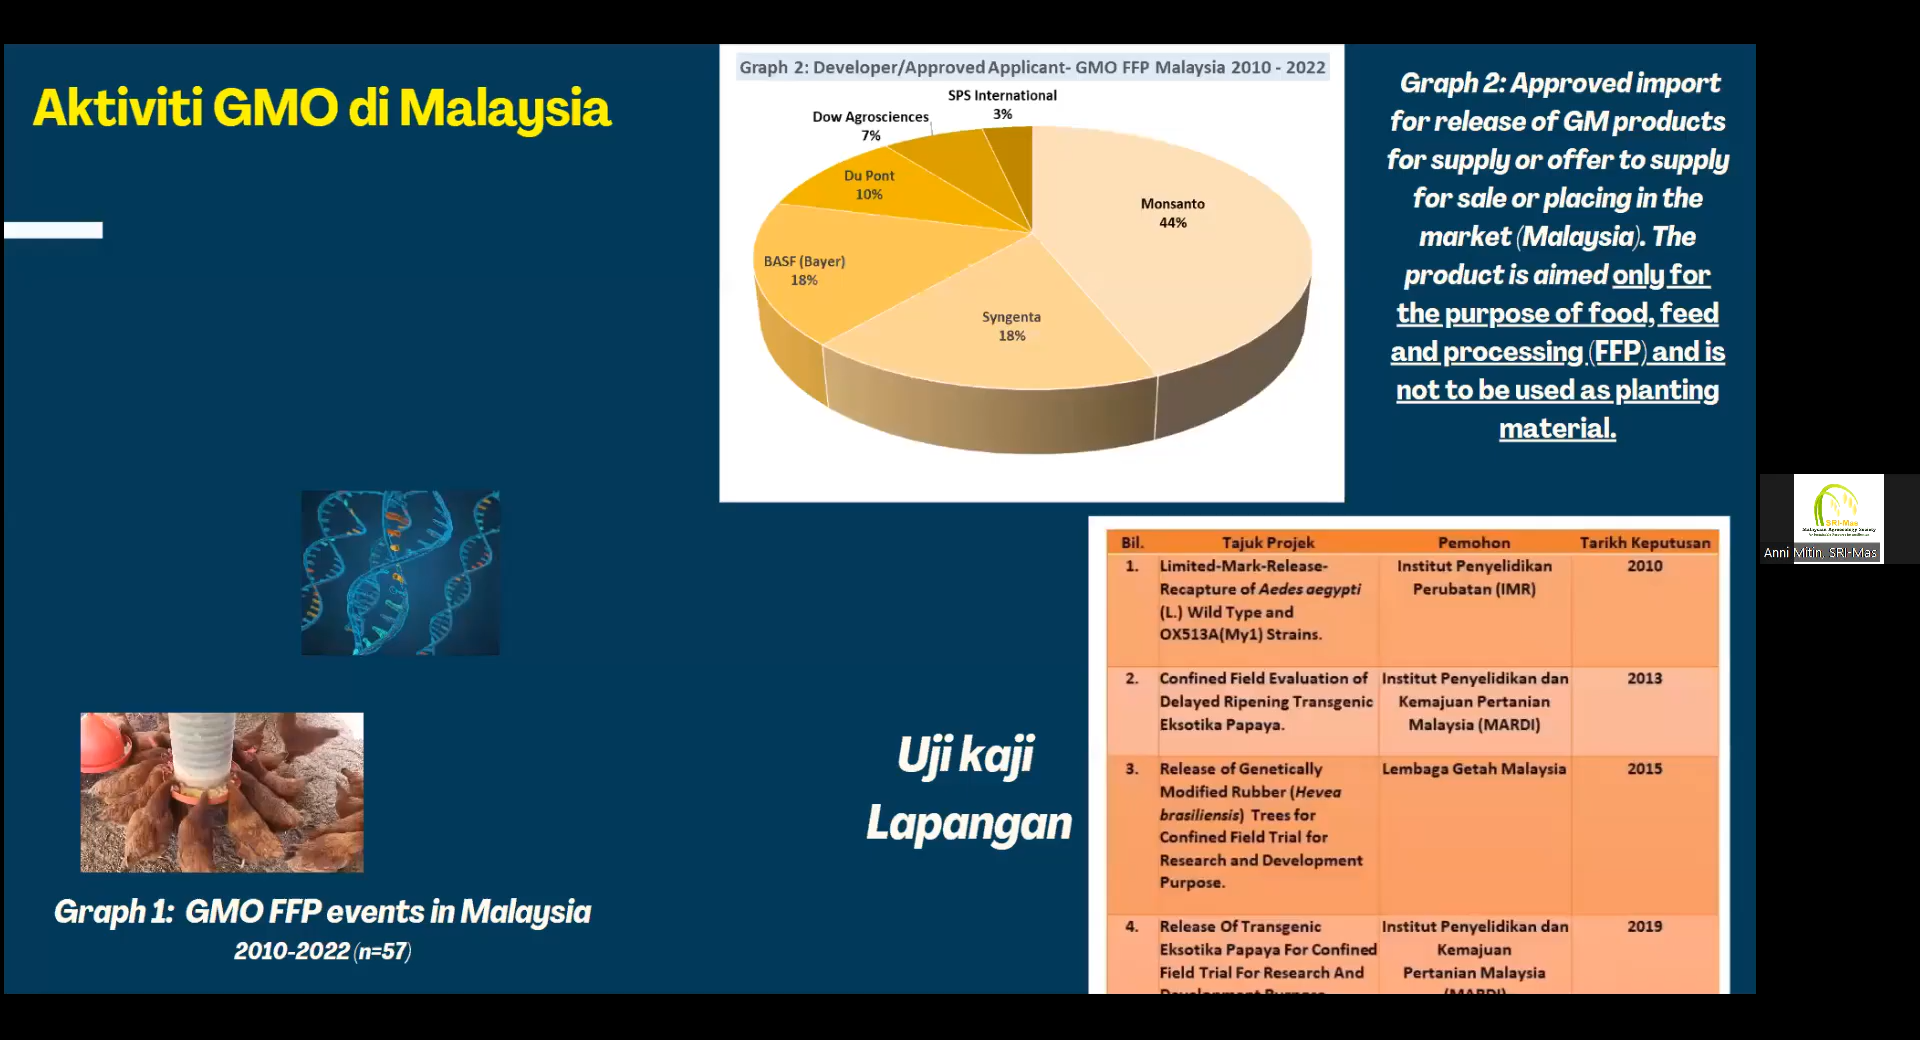 Aktiviti GMO di Malaysia
Graph 2: Developer/Approved Applicant- GMO FFP Malaysia 2010 - 2022
SPS International
3%
Dow Agrosciences
7%
Du Pont
10%
Monsanto
44%
BASF (Bayer)
18%
Syngenta
18%
Graph 2: Approved import
for release of GM products
for supply or offer to supply
for sale or placing in the
market (Malaysia). The
product is aimed only for
the purpose of food, feed
and processing (FFP) and is
not to be used as planting
material.
Graph 1: GMO FFP events in Malaysia
2010-2022 (n=57)
Uji kaji
Lapangan
Bil. Tajuk Projek Pemohon Tarikh Keputusan
1. Limited-Mark-Release- Institut Penyelidikan 2010
Recapture of Aedes aegypti Perubatan (IMR)
(L.) Wild Type and
OX513A(My1) Strains.
2. Confined Field Evaluation of Institut Penyelidikan dan 2013
Delayed Ripening Transgenic Kemajuan Pertanian
Eksotika Papaya. Malaysia (MARDI)
3. Release of Genetically Lembaga Getah Malaysia 2015
Modified Rubber (Hevea
brasiliensis) Trees for
Confined Field Trial for
Research and Development
Purpose.
4. Release Of Transgenic Institut Penyelidikan dan 2019
Eksotika Papaya For Confined Kemajuan
Field Trial For Research And Pertanian Malaysia
Development Purpose (MARDI)
SRI-Mas
Anni Mitin, SRI-Mas